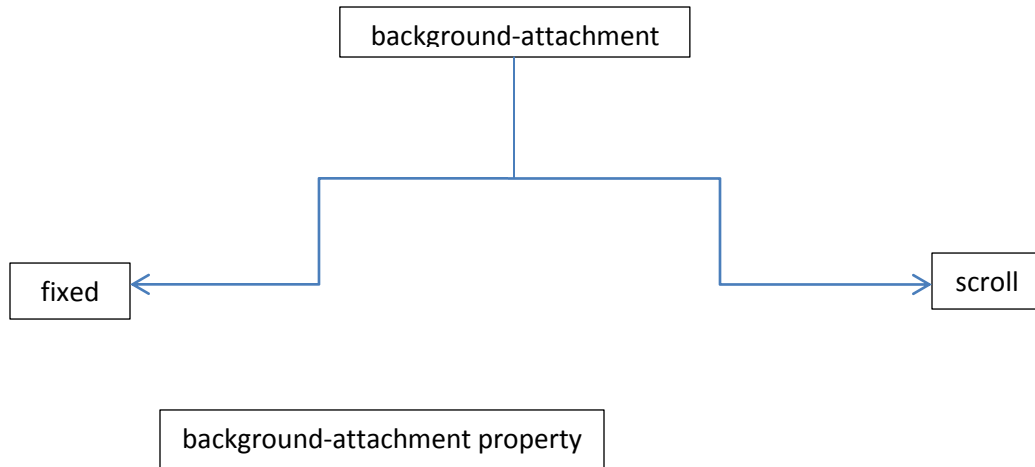 background-attachment
fixed
scroll
background-attachment property